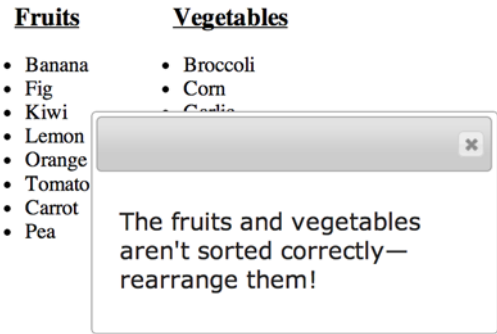 Fruits
Banana
Fig
Kiwi
Lemon
Orange
Tomato
Carrot
Pea
Vegetables
Broccoli
Corn
The fruits and vegetables
aren't sorted correctly—
rearrange them!